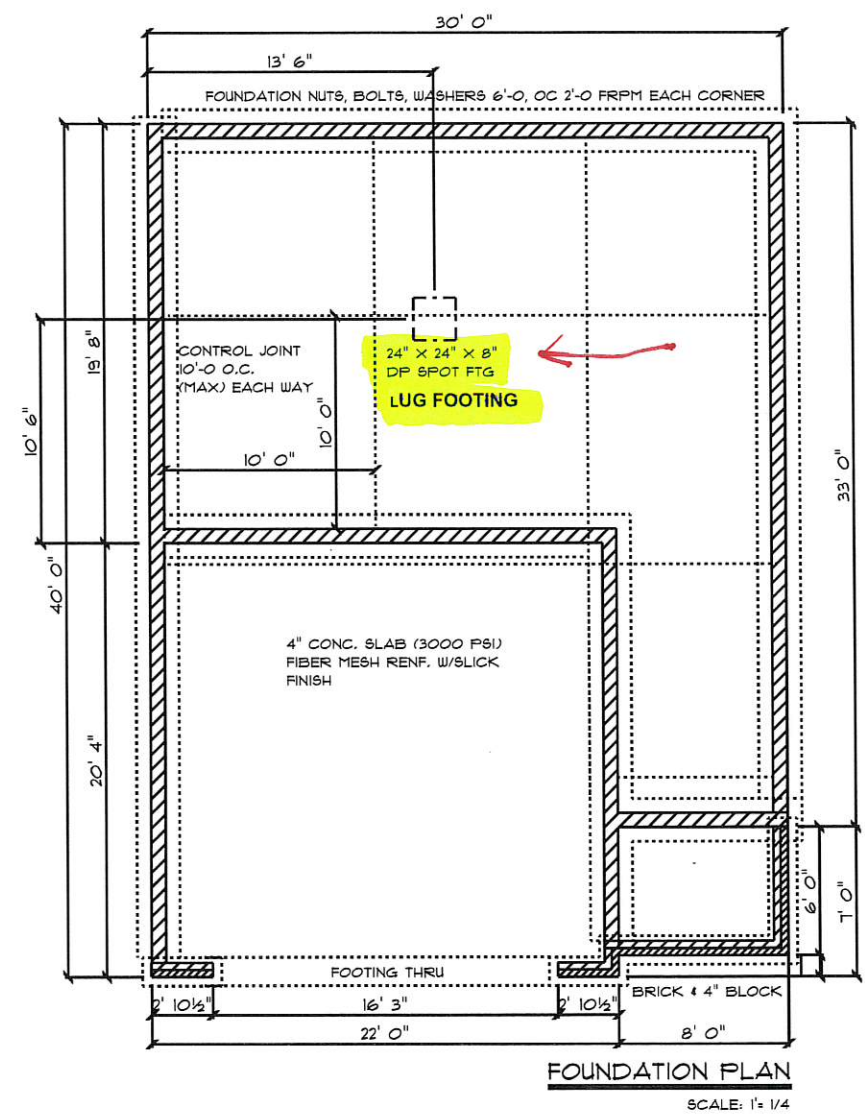 30' 0"
13' 6"
FOUNDATION NUTS, BOLTS, WASHERS 6'-0, OC 2'-0 FRPM EACH CORNER
19' 8"
CONTROL JOINT
10'-0 O.C.
(MAX) EACH WAY
24" X 24" X 8"
DP SPOT FTG
LUG FOOTING
10' 6"
10' 0"
10' 0"
33' 0"
40' 0"
4" CONC. SLAB (3000 PSI)
FIBER MESH RENF. W/SLICK
FINISH
20' 4"
6' 0"
7' 0"
FOOTING THRU
BRICK & 4" BLOCK
2' 10½"
16' 3"
2' 10½"
22' 0"
8' 0"
FOUNDATION PLAN
SCALE: 1'= 1/4